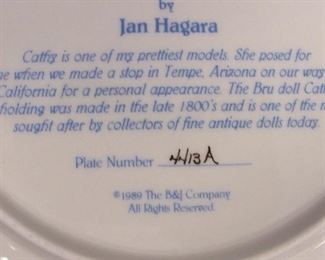 by
Jan Hagara
Cathy is one of my prettiest models. She posed for
when we made a stop in Tempe, Arizona on our way
California for a personal appearance. The Bru doll
holding was made in the late 1800's and is one of the
sought after by collectors of fine antique dolls today.
Plate Number 4413A
©1989 The B&J Company
All Rights Reserved